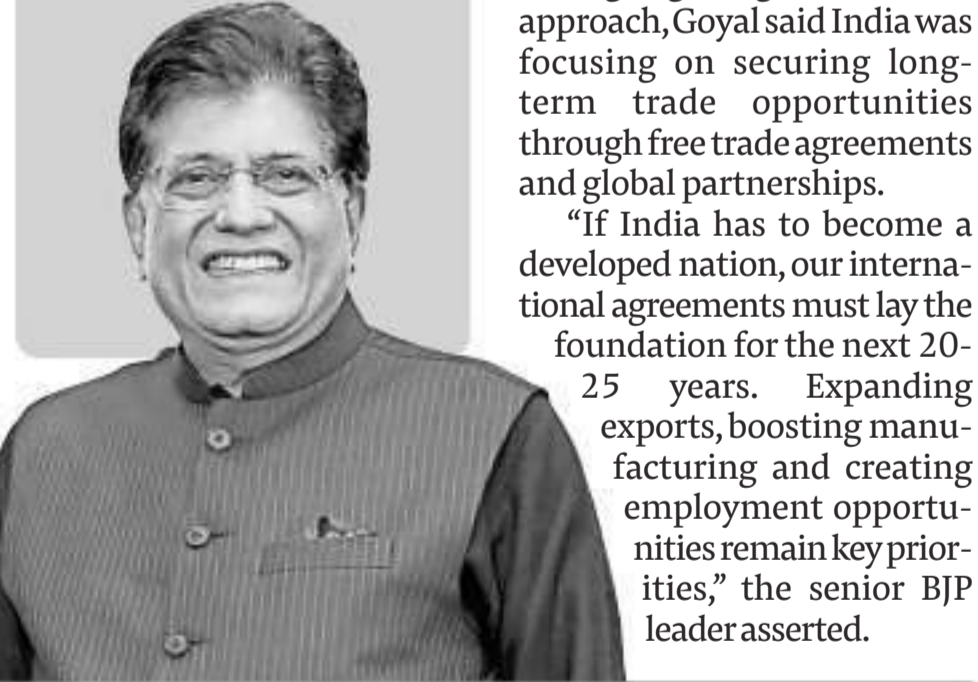 approach, Goyal said India was
focusing on securing long-
term trade opportunities
through free trade agreements
and global partnerships.
“If India has to become a
developed nation, our interna-
tional agreements must lay the
foundation for the next 20-
25 years. Expanding
exports, boosting manu-
facturing and creating
employment opportu-
nities remain key prior-
ities,” the senior BJP
leader asserted.